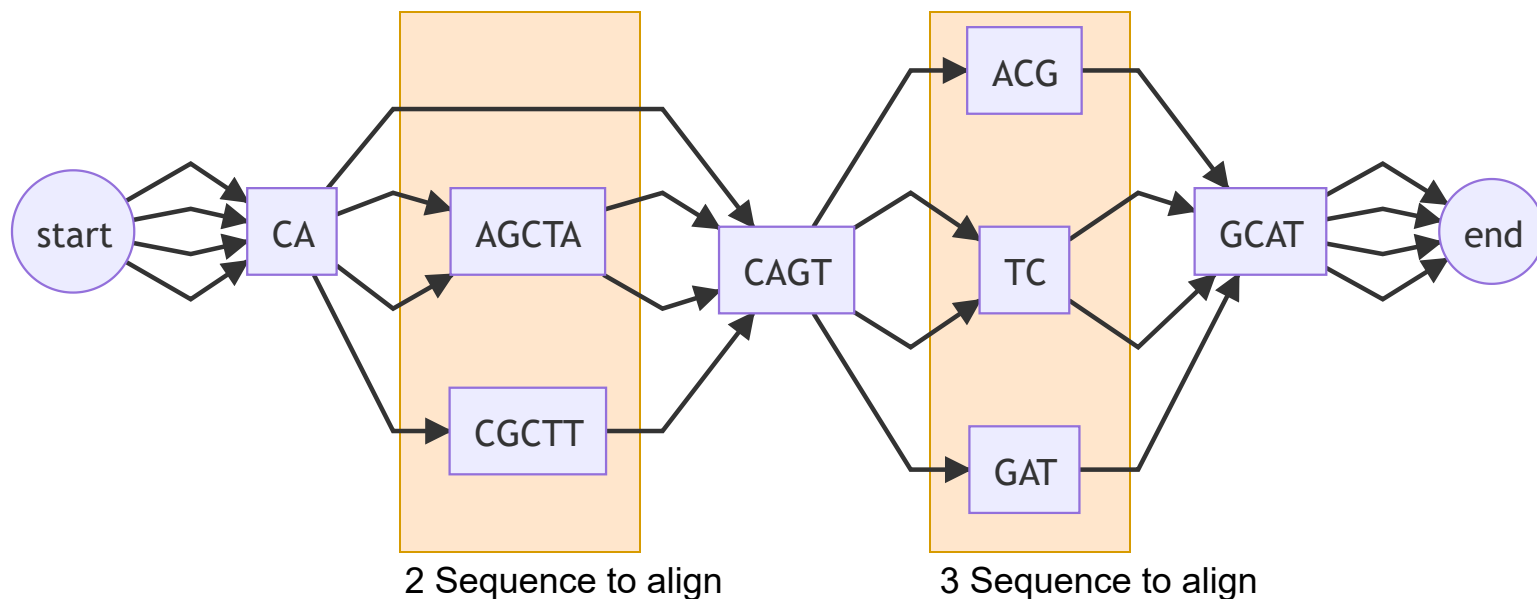 start
CA
AGCTA
CGCTT
CAGT
ACG
TC
GAT
GCAT
end
2 Sequence to align
3 Sequence to align